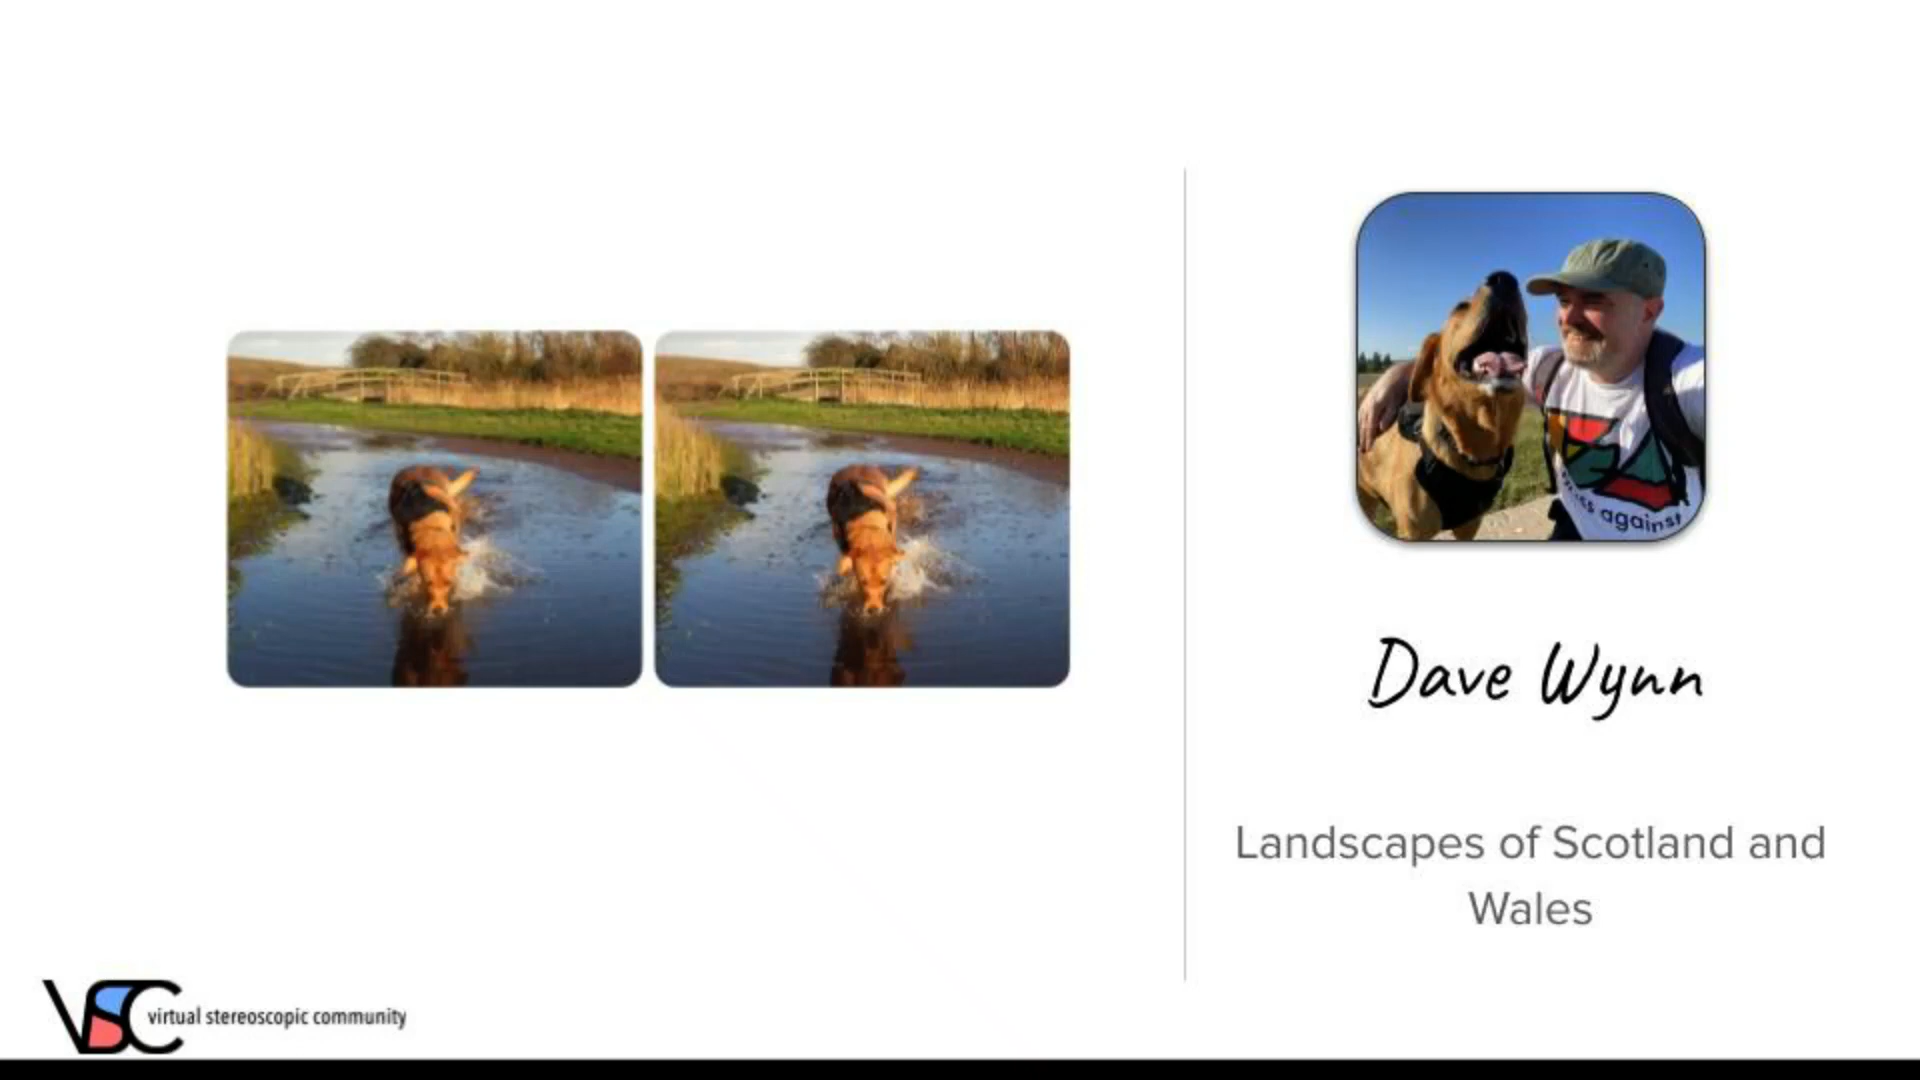 Dave Wynn
Landscapes of Scotland and
Wales
VSC virtual stereoscopic community
against